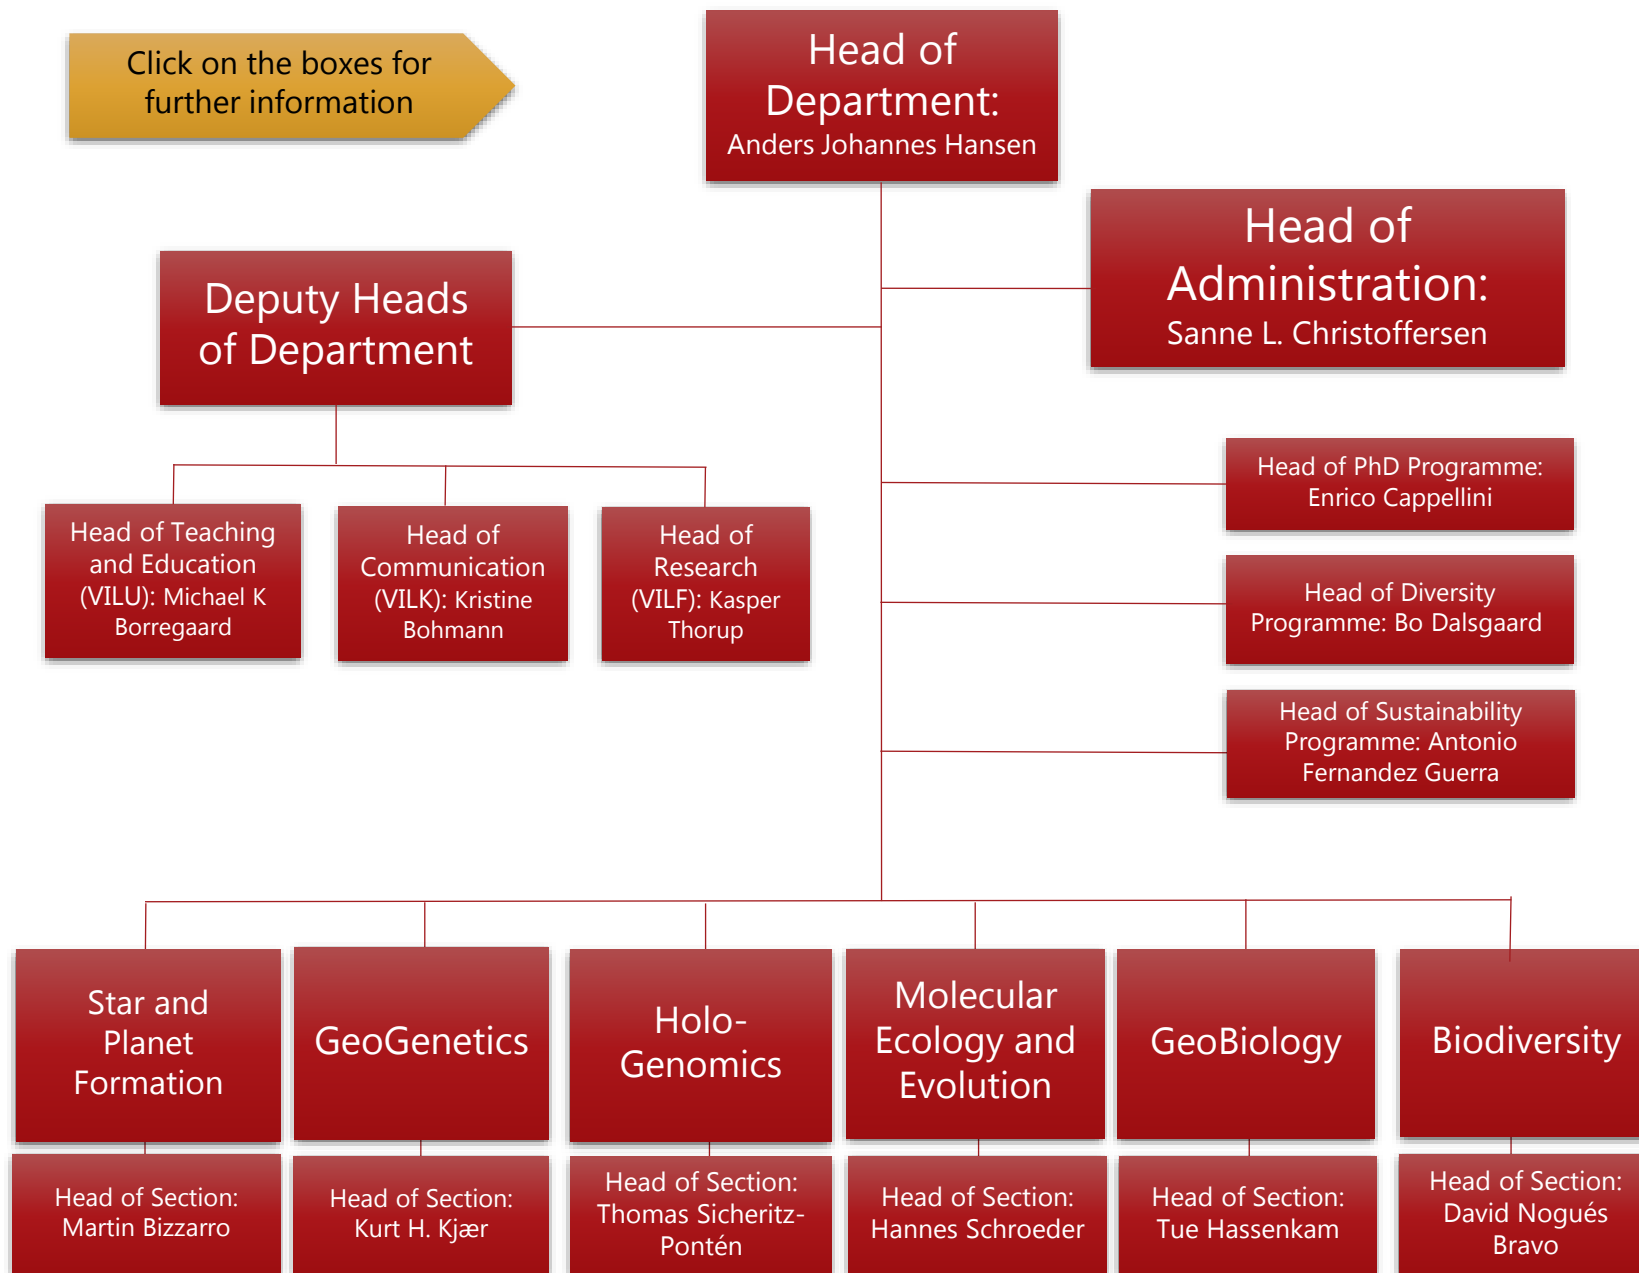 Click on the boxes for
further information
Head of
Department:
Anders Johannes Hansen
Head of
Administration:
Sanne L. Christoffersen
Deputy Heads
of Department
Head of Teaching
and Education
(VILU): Michael K
Borregaard
Head of
Communication
(VILK): Kristine
Bohmann
Head of
Research
(VILF): Kasper
Thorup
Head of PhD Programme:
Enrico Cappellini
Head of Diversity
Programme: Bo Dalsgaard
Head of Sustainability
Programme: Antonio
Fernandez Guerra
Star and
Planet
Formation
GeoGenetics
Holo-
Genomics
Molecular
Ecology and
Evolution
GeoBiology
Biodiversity
Head of Section:
Martin Bizzarro
Head of Section:
Kurt H. Kjær
Head of Section:
Thomas Sicheritz-
Pontén
Head of Section:
Hannes Schroeder
Head of Section:
Tue Hassenkam
Head of Section:
David Nogués
Bravo